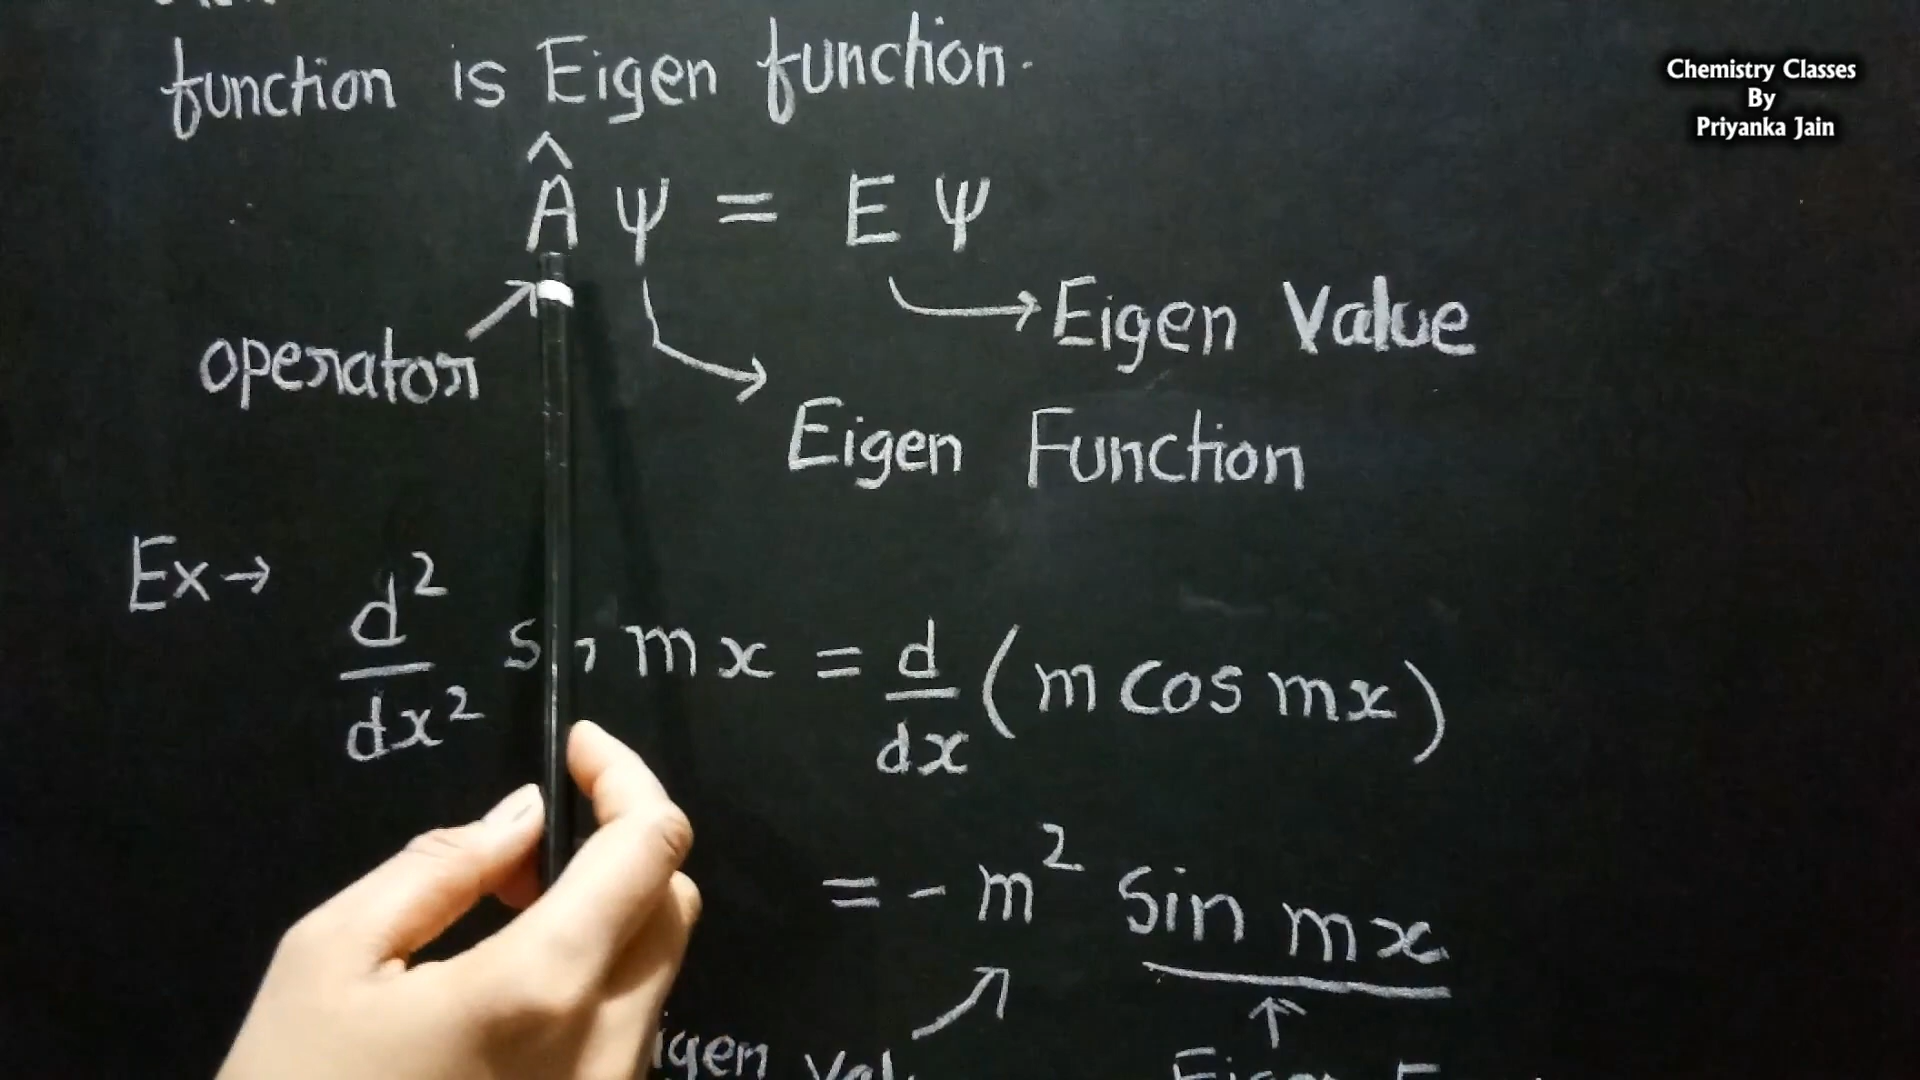 function is Eigen function.
Â ψ = E ψ
Eigen Value
operator
Eigen Function
Ex→ d²/dx² mx = d/dx (m cos mx)
= - m² sin mx
Chemistry Classes
By
Priyanka Jain